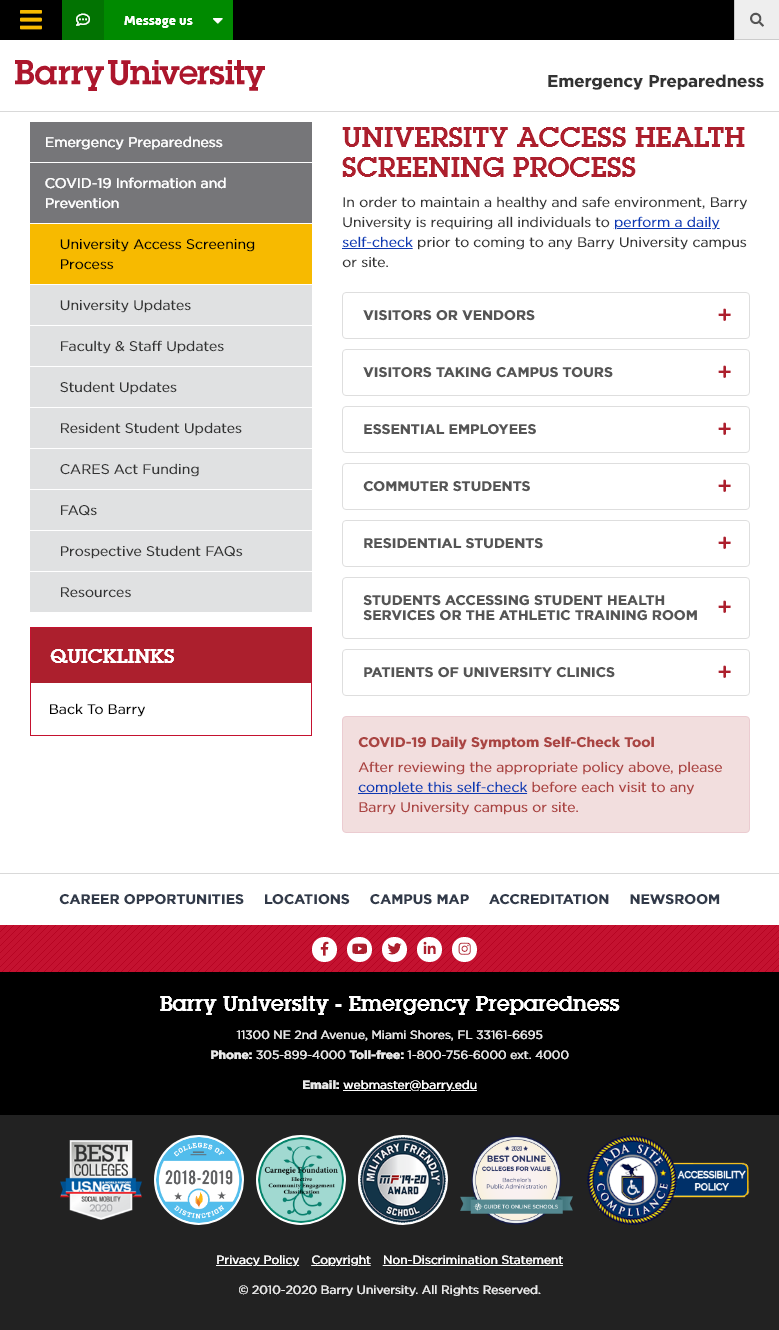 Message us
Barry University
Emergency Preparedness
Emergency Preparedness
COVID-19 Information and
Prevention
University Access Screening
Process
University Updates
Faculty & Staff Updates
Student Updates
Resident Student Updates
CARES Act Funding
FAQs
Prospective Student FAQs
Resources
QUICKLINKS
Back To Barry
UNIVERSITY ACCESS HEALTH
SCREENING PROCESS
In order to maintain a healthy and safe environment, Barry
University is requiring all individuals to perform a daily
self-check prior to coming to any Barry University campus
or site.
VISITORS OR VENDORS
VISITORS TAKING CAMPUS TOURS
ESSENTIAL EMPLOYEES
COMMUTER STUDENTS
RESIDENTIAL STUDENTS
STUDENTS ACCESSING STUDENT HEALTH
SERVICES OR THE ATHLETIC TRAINING ROOM
PATIENTS OF UNIVERSITY CLINICS
COVID-19 Daily Symptom Self-Check Tool
After reviewing the appropriate policy above, please
complete this self-check before each visit to any
Barry University campus or site.
CAREER OPPORTUNITIES LOCATIONS CAMPUS MAP ACCREDITATION NEWSROOM
Barry University - Emergency Preparedness
11300 NE 2nd Avenue, Miami Shores, FL 33161-6695
Phone: 305-899-4000 Toll-free: 1-800-756-6000 ext. 4000
Email: webmaster@barry.edu
BEST
COLLEGES
U.S.News
SOCIAL MOBILITY
2020
COLLEGES OF
2018-2019
DISTINCTION
Carnegie Foundation
Elective
Community Engagement
Classification
MILITARY FRIENDLY
MF '19-20
AWARD
SCHOOL
2020
BEST ONLINE
COLLEGES FOR VALUE
Bachelor's
Public Administration
GUIDE TO ONLINE SCHOOLS
ADA SITE
COMPLIANCE
ACCESSIBILITY
POLICY
Privacy Policy Copyright Non-Discrimination Statement
© 2010-2020 Barry University. All Rights Reserved.